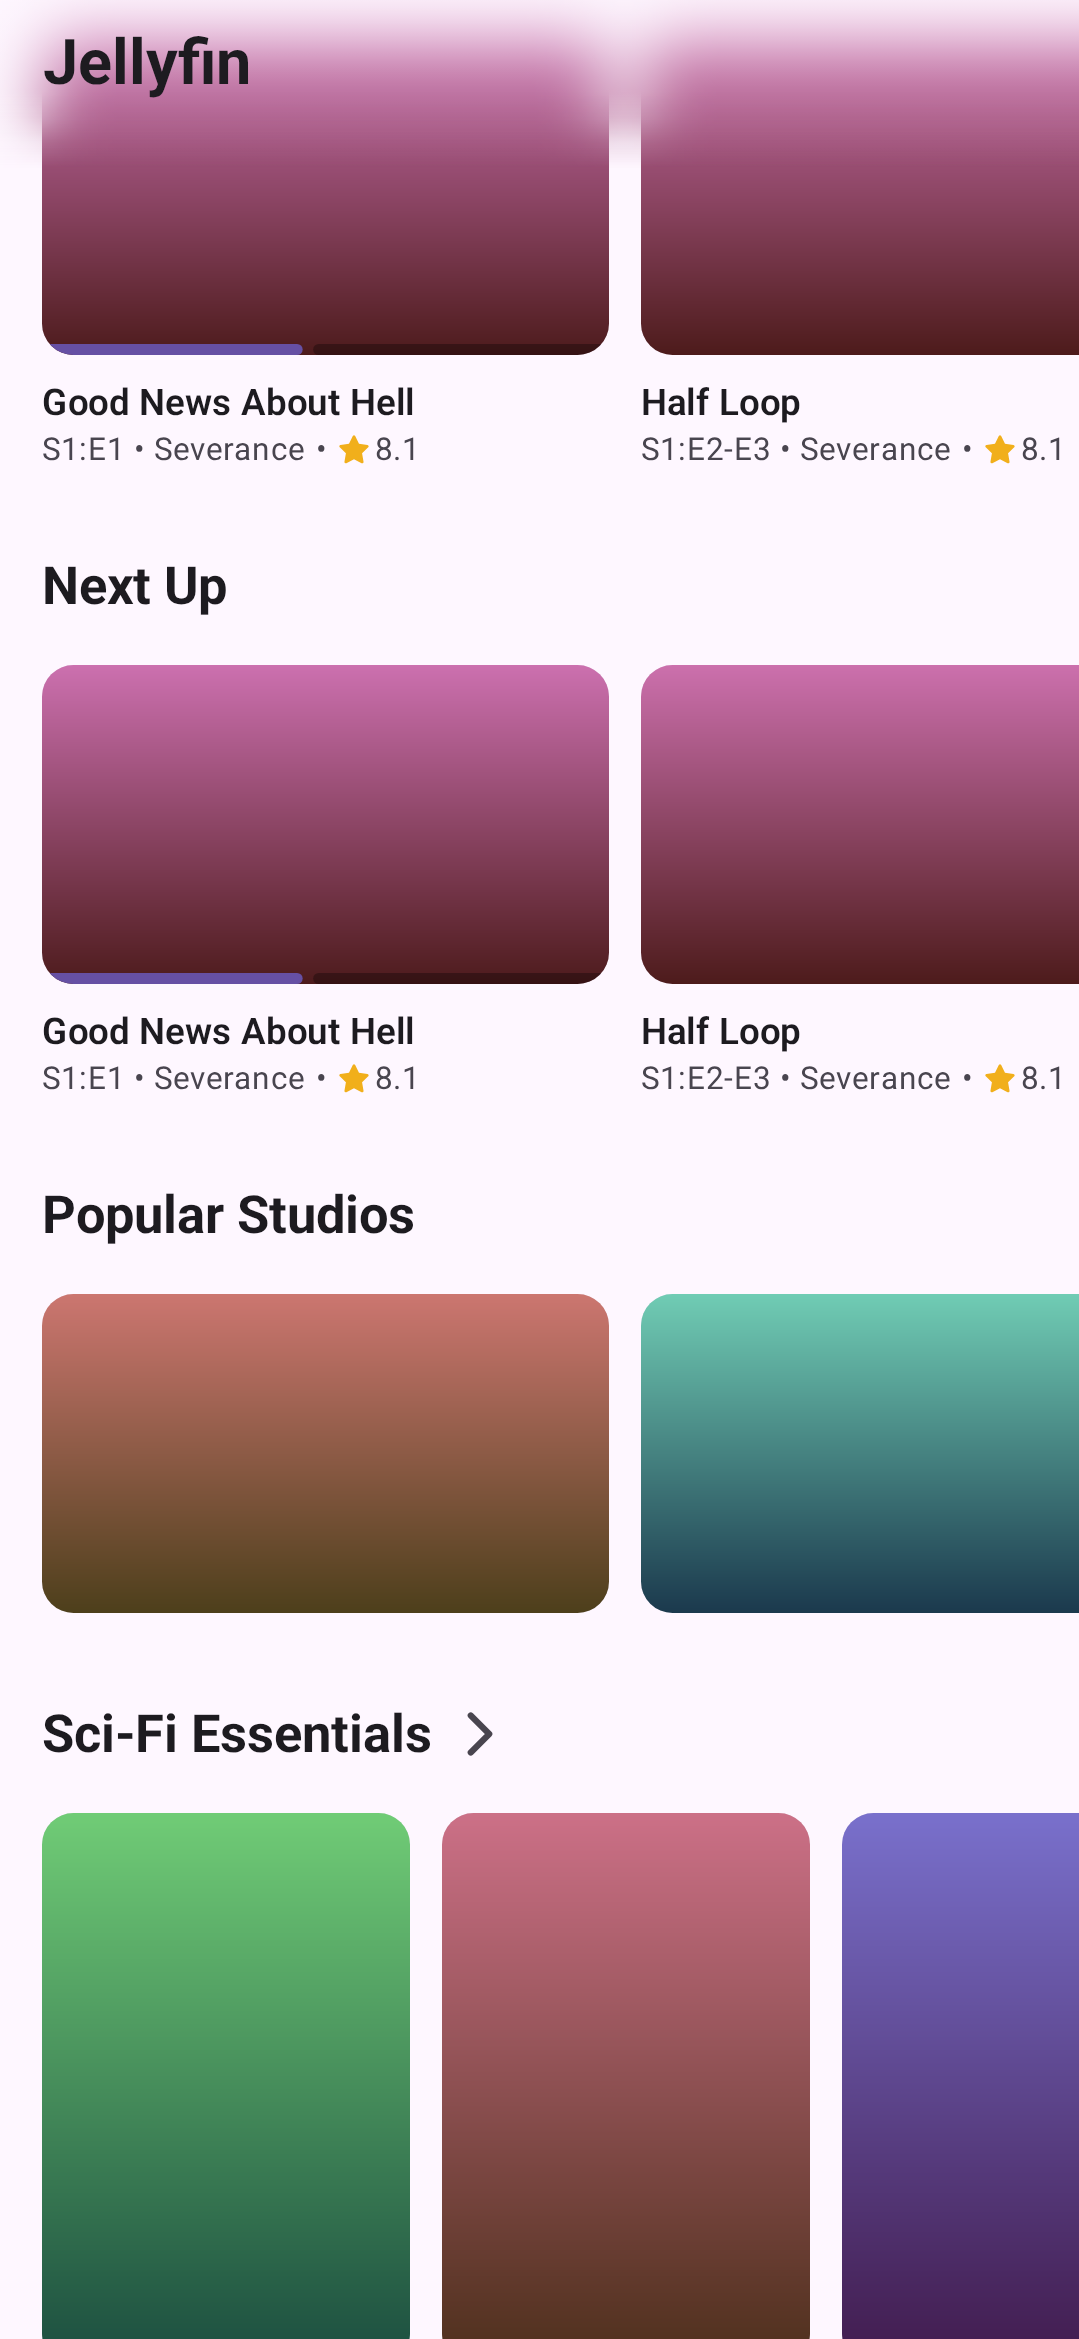 Jellyfin
Good News About Hell
S1:E1 • Severance • 8.1
Half Loop
S1:E2-E3 • Severance • 8.1
Next Up
Good News About Hell
S1:E1 • Severance • 8.1
Half Loop
S1:E2-E3 • Severance • 8.1
Popular Studios
Sci-Fi Essentials